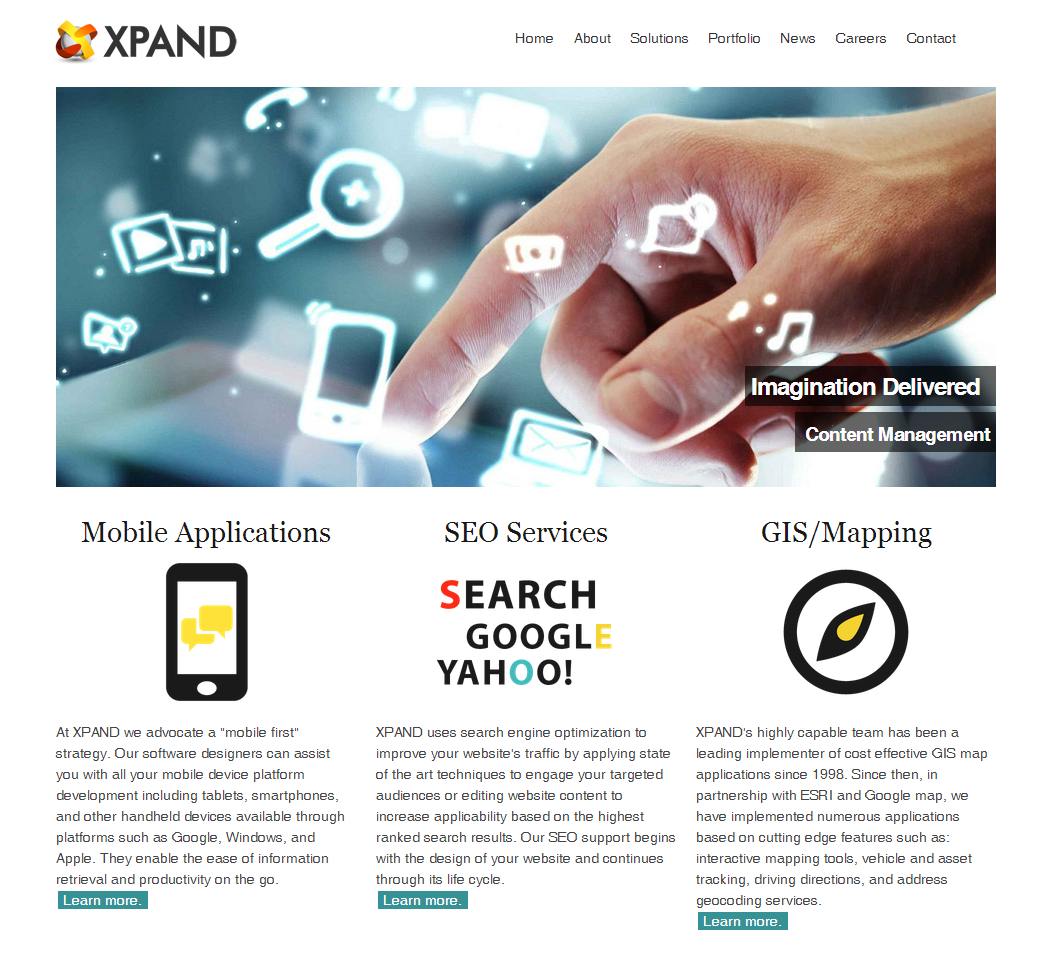 XPAND
Home About Solutions Portfolio News Careers Contact
Imagination Delivered
Content Management
Mobile Applications
At XPAND we advocate a "mobile first"
strategy. Our software designers can assist
you with all your mobile device platform
development including tablets, smartphones,
and other handheld devices available through
platforms such as Google, Windows, and
Apple. They enable the ease of information
retrieval and productivity on the go.
Learn more.
SEO Services
SEARCH
GOOGLE
YAHOO!
XPAND uses search engine optimization to
improve your website's traffic by applying state
of the art techniques to engage your targeted
audiences or editing website content to
increase applicability based on the highest
ranked search results. Our SEO support begins
with the design of your website and continues
through its life cycle.
Learn more.
GIS/Mapping
XPAND's highly capable team has been a
leading implementer of cost effective GIS map
applications since 1998. Since then, in
partnership with ESRI and Google map, we
have implemented numerous applications
based on cutting edge features such as:
interactive mapping tools, vehicle and asset
tracking, driving directions, and address
geocoding services.
Learn more.